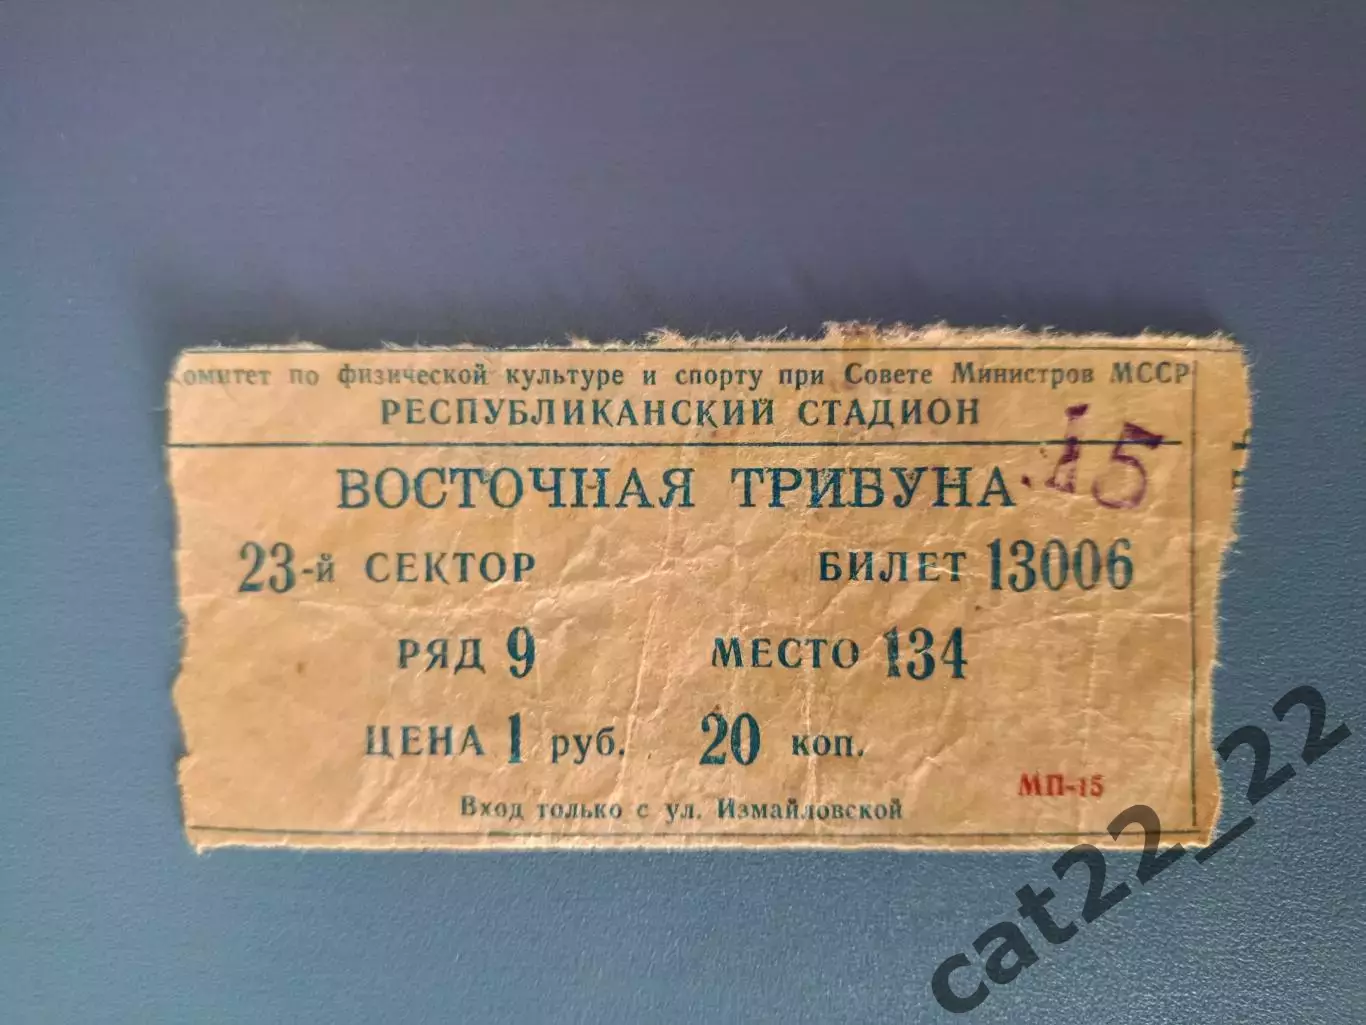 омитет по физической культуре и спорту при Совете Министров МССР
РЕСПУБЛИКАНСКИЙ СТАДИОН
15
ВОСТОЧНАЯ ТРИБУНА
23-й СЕКТОР БИЛЕТ 13006
РЯД 9 МЕСТО 134
ЦЕНА 1 руб. 20 коп.
МП-15
Вход только с ул. Измайловской
cat22_22